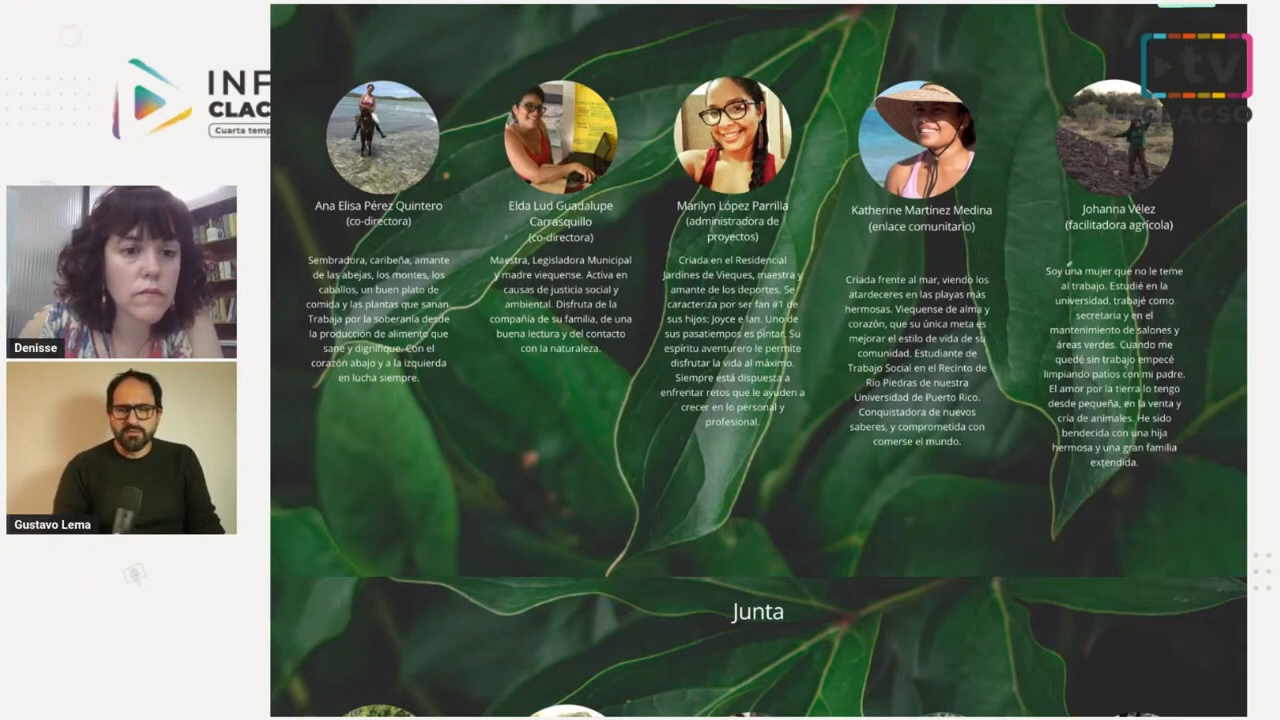 INF
CLAC
Cuarta temp
tv
CLACSO
Denisse
Gustavo Lema
Ana Elisa Pérez Quintero
(co-directora)
Sembradora, caribeña, amante
de las abejas, los montes, los
caballos, un buen plato de
comida y las plantas que sanan.
Trabaja por la soberanía desde
la producción de alimento que
sane y dignifique. Con el
corazón abajo y a la izquierda
en lucha siempre.
Elda Lud Guadalupe
Carrasquillo
(co-directora)
Maestra, Legisladora Municipal
y madre viequense. Activa en
causas de justicia social y
ambiental. Disfruta de la
compañía de su familia, de una
buena lectura y del contacto
con la naturaleza.
Marilyn López Parrilla
(administradora de
proyectos)
Criada en el Residencial
Jardines de Vieques, maestra y
amante de los deportes. Se
caracteriza por ser fan #1 de
sus hijos: Joyce e Ian. Uno de
sus pasatiempos es pintar. Su
espíritu aventurero le permite
disfrutar la vida al máximo.
Siempre está dispuesta a
enfrentar retos que le ayuden a
crecer en lo personal y
profesional.
Katherine Martínez Medina
(enlace comunitario)
Criada frente al mar, viendo los
atardeceres en las playas más
hermosas. Viequense de alma y
corazón, que su única meta es
mejorar el estilo de vida de su
comunidad. Estudiante de
Trabajo Social en el Recinto de
Río Piedras de nuestra
Universidad de Puerto Rico.
Conquistadora de nuevos
saberes, y comprometida con
comerse el mundo.
Johanna Vélez
(facilitadora agrícola)
Soy una mujer que no le teme
al trabajo. Estudié en la
universidad, trabajé como
secretaria y en el
mantenimiento de salones y
áreas verdes. Cuando me
quedé sin trabajo empecé
limpiando patios con mi padre.
El amor por la tierra lo tengo
desde pequeña, en la venta y
cría de animales. He sido
bendecida con una hija
hermosa y una gran familia
extendida.
Junta